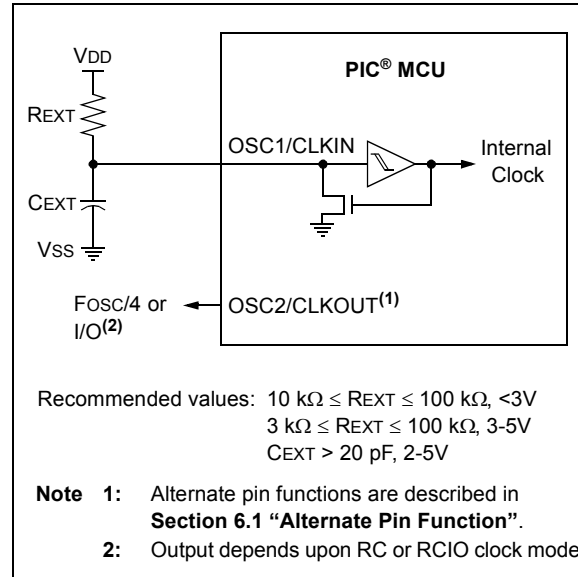 VDD
PIC® MCU
REXT
OSC1/CLKIN
Internal
Clock
CEXT
VSS
FOSC/4 or
I/O(2)
OSC2/CLKOUT(1)
Recommended values: 10 kΩ ≤ REXT ≤ 100 kΩ, <3V
3 kΩ ≤ REXT ≤ 100 kΩ, 3-5V
CEXT > 20 pF, 2-5V
Note 1: Alternate pin functions are described in
Section 6.1 “Alternate Pin Function”.
2: Output depends upon RC or RCIO clock mode